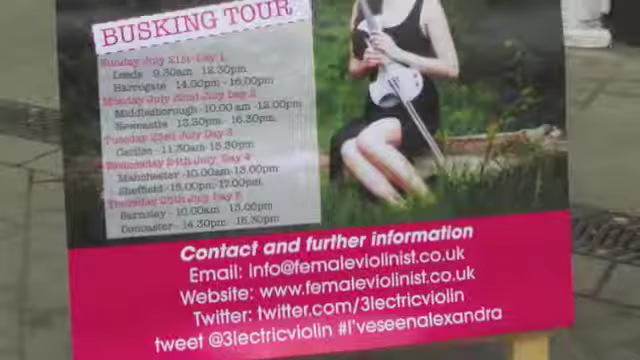 BUSKING TOUR
Sunday July 21st Day 1
Leeds 9.30am 12.30pm
Harrogate 14.00pm - 16.00pm
Monday July 22nd July Day 2
Middlesborough - 10.00 am - 12.00pm
Newcastle 13.30pm - 16.30pm
Tuesday 23rd July Day 3
11.30am 15.30pm
Wednesday 24th July Day 4
Manchester - 10.00am - 13.00pm
Sheffield - 15.00pm - 17.00pm
Thursday 25th July Day 5
Barnsley - 10.00am - 13.00pm
Doncaster - 14.30pm - 16.30pm
Contact and further information
Email: info@femaleviolinist.co.uk
Website: www.femaleviolinist.co.uk
Twitter: twitter.com/3lectricviolin
tweet @3lectricviolin #I'veseenalexandra